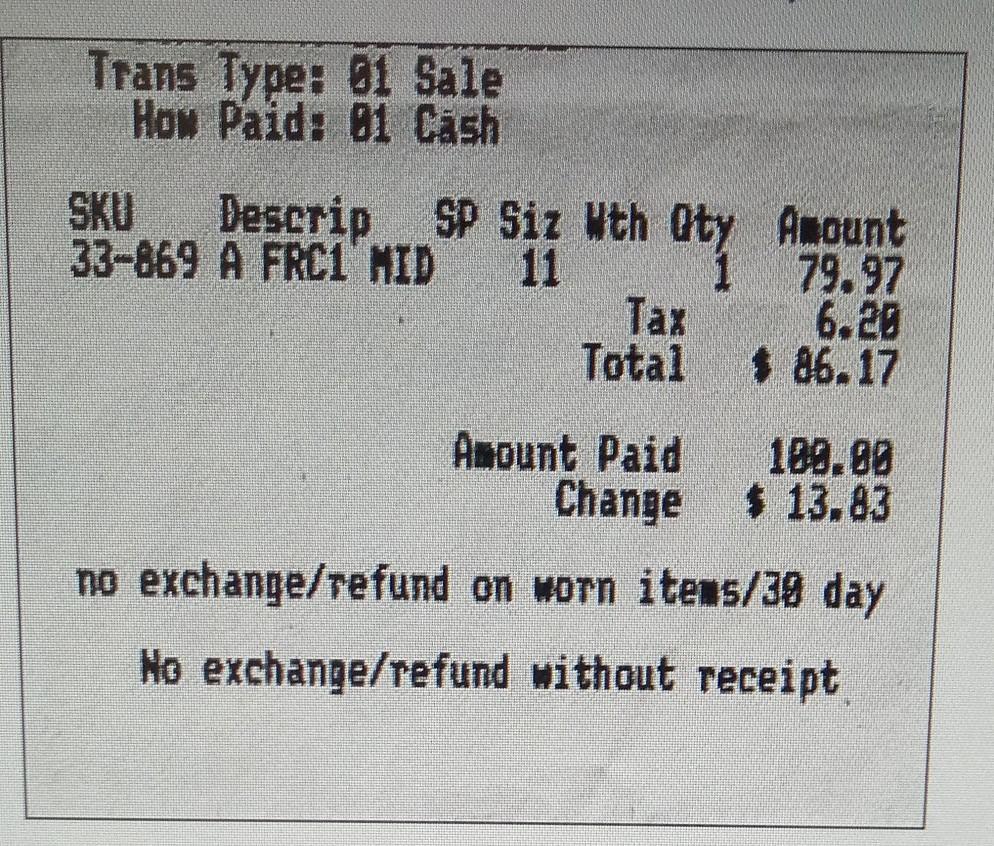 Trans Type: 01 Sale
How Paid: 01 Cash
SKU Descrip SP Siz Wth Qty Amount
33-869 A FRC1 MID 11 1 79.97
Tax 6.20
Total $ 86.17
Amount Paid 100.00
Change $ 13.83
no exchange/refund on worn items/30 day
No exchange/refund without receipt